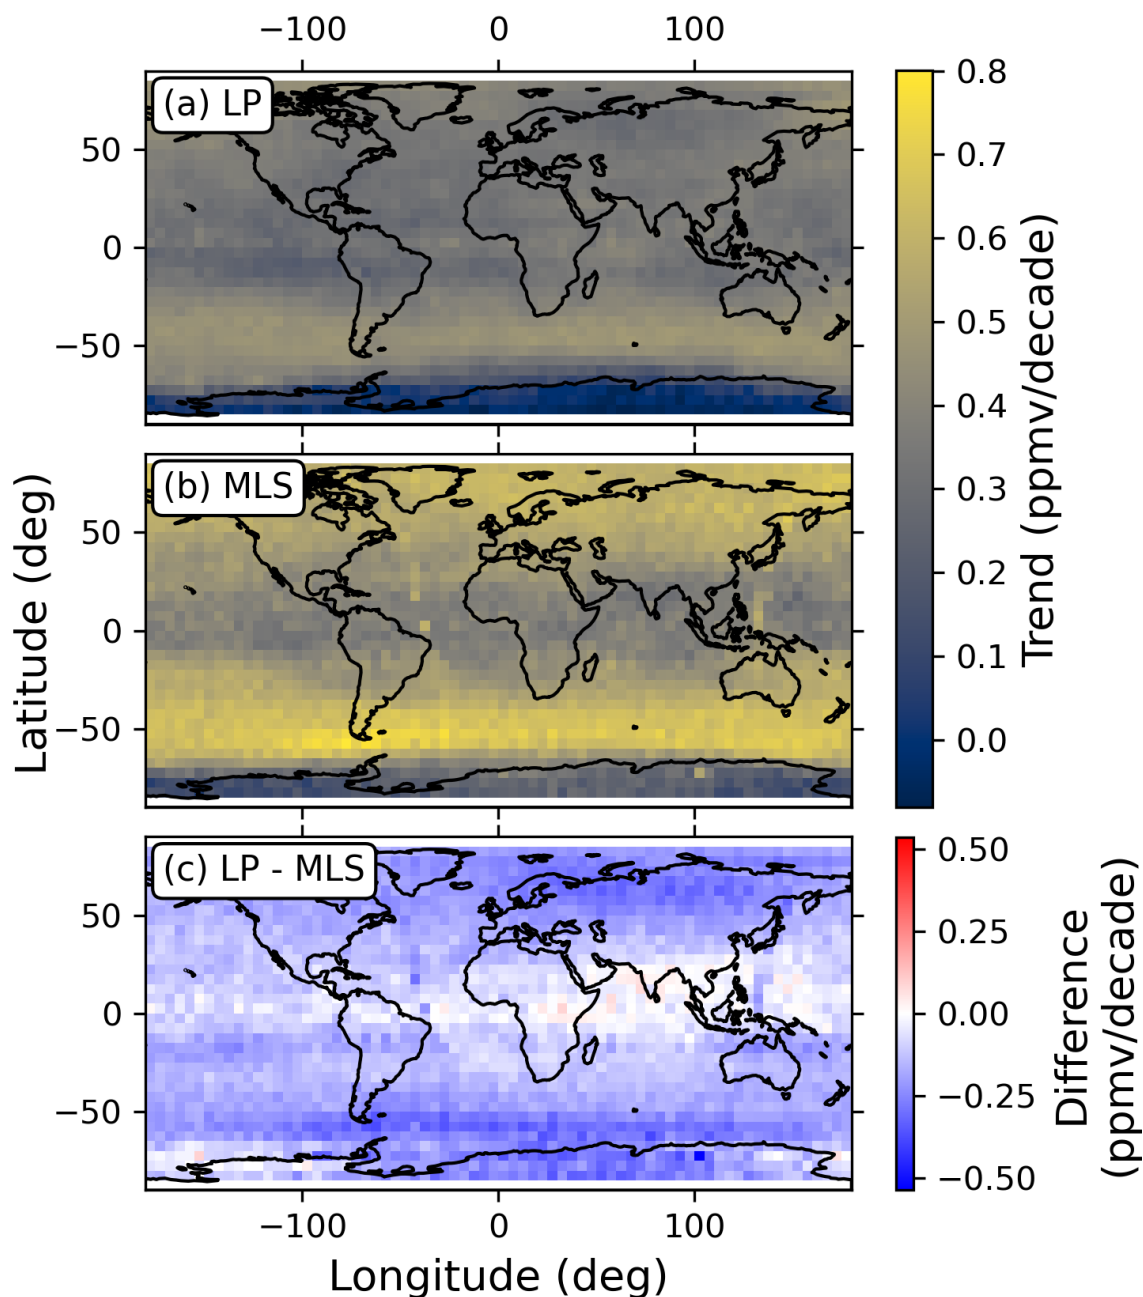 −100 0 100
(a) LP
50
0
−50
(b) MLS
50
0
−50
(c) LP - MLS
50
0
−50
−100 0 100
Longitude (deg)
Latitude (deg)
0.8
0.7
0.6
0.5
0.4
0.3
0.2
0.1
0.0
Trend (ppmv/decade)
0.50
0.25
0.00
−0.25
−0.50
Difference
(ppmv/decade)